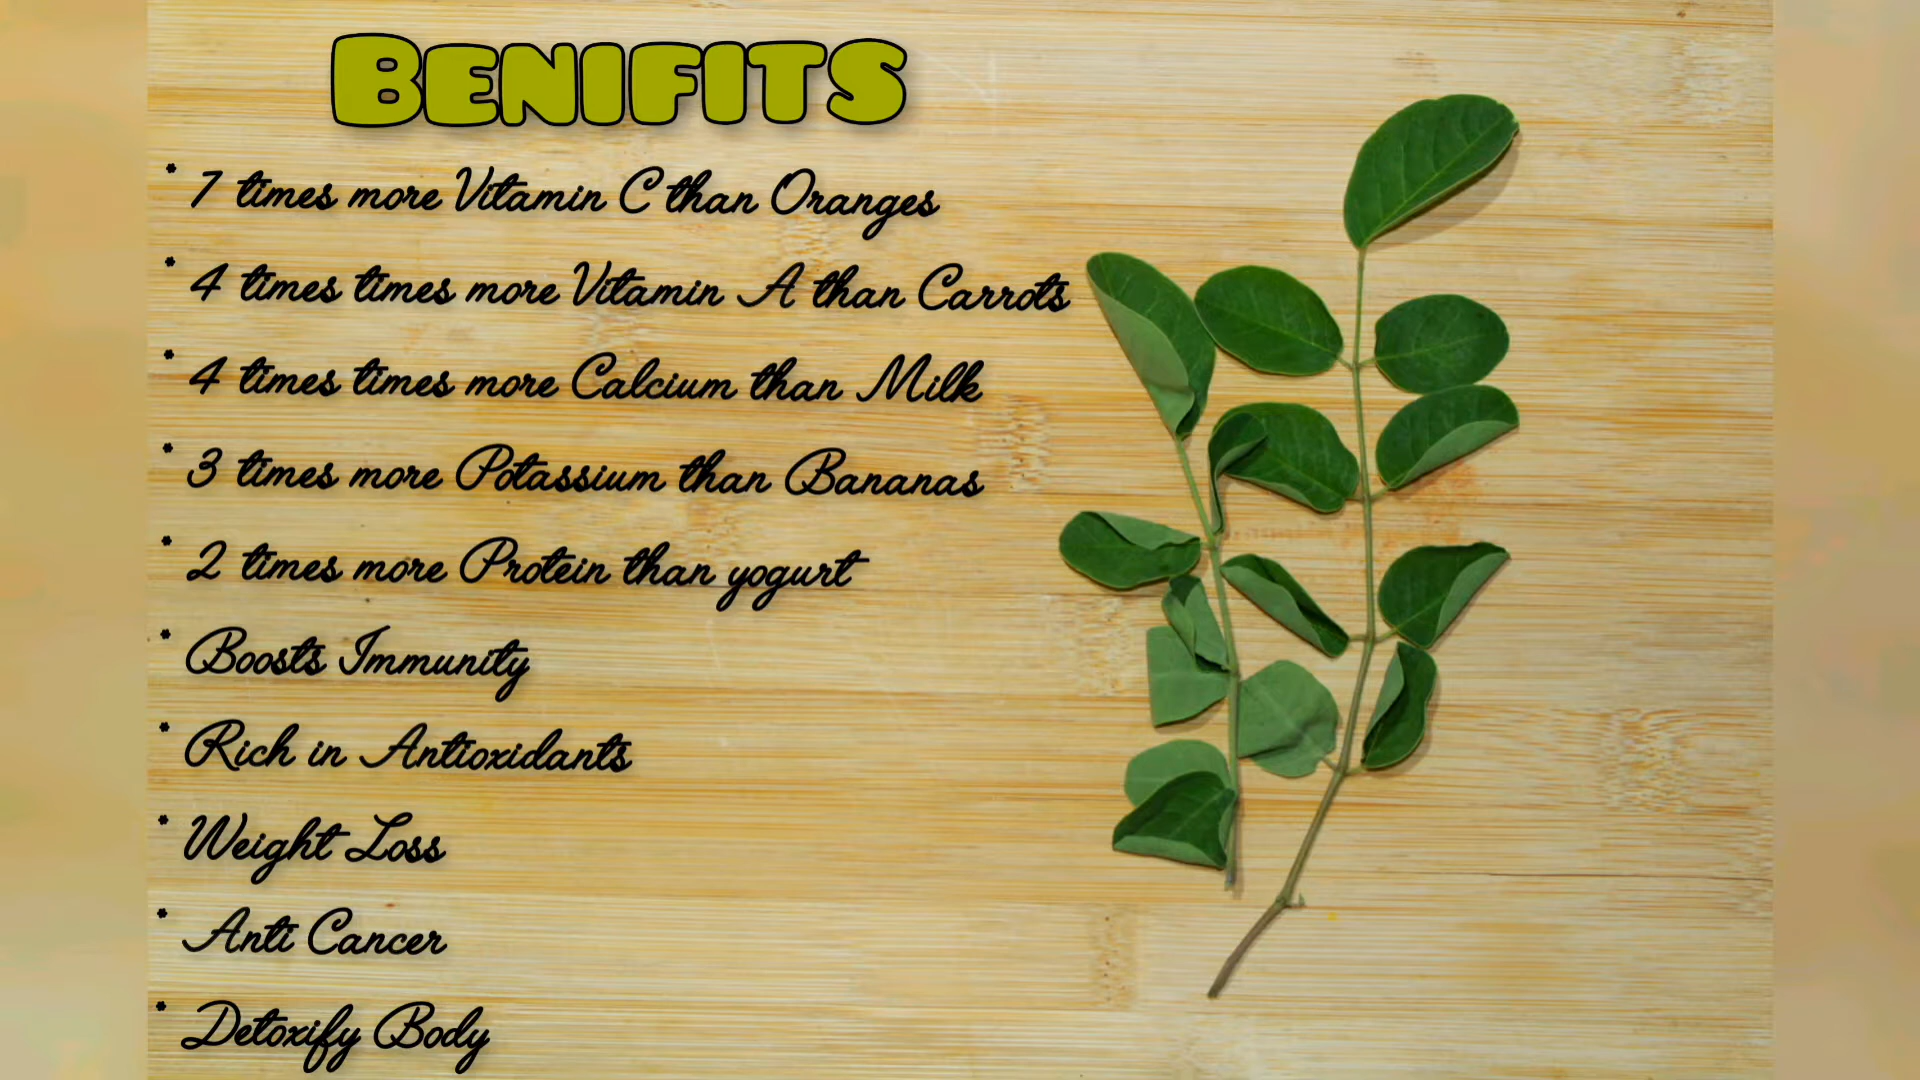 BENIFITS
* 7 times more Vitamin C than Oranges
* 4 times times more Vitamin A than Carrots
* 4 times times more Calcium than Milk
* 3 times more Potassium than Bananas
* 2 times more Protein than yogurt
* Boosts Immunity
* Rich in Antioxidants
* Weight Loss
* Anti Cancer
* Detoxify Body